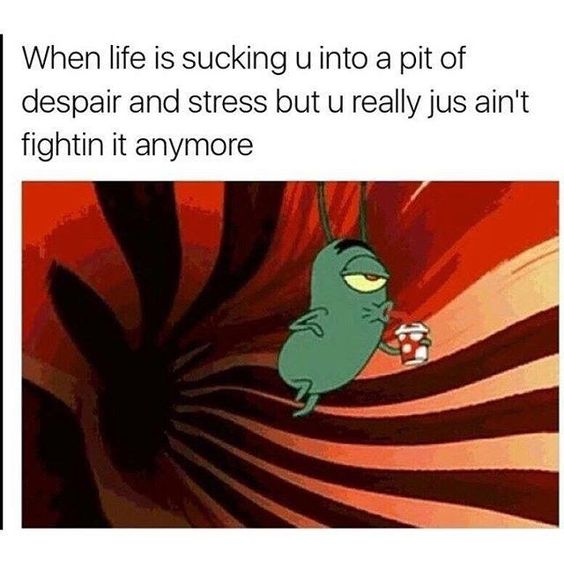 When life is sucking u into a pit of
despair and stress but u really jus ain't
fightin it anymore